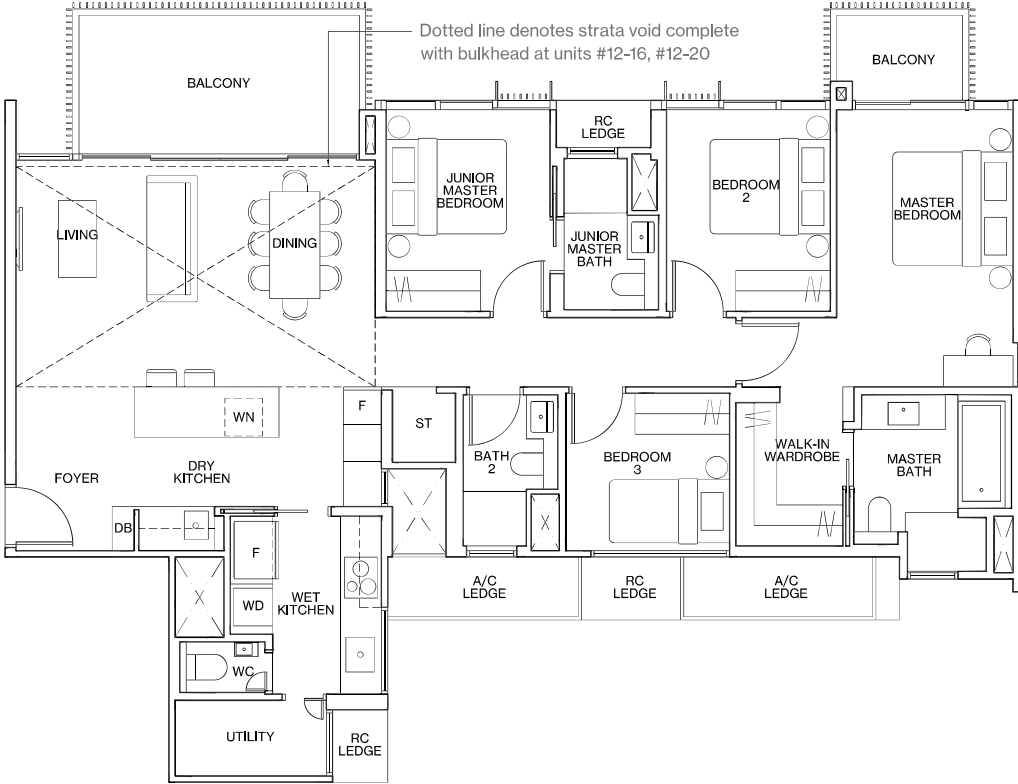 Dotted line denotes strata void complete
with bulkhead at units #12-16, #12-20
BALCONY
BALCONY
RC
LEDGE
JUNIOR
MASTER
BEDROOM
BEDROOM
2
MASTER
BEDROOM
LIVING
DINING
JUNIOR
MASTER
BATH
F
WN
ST
BATH
2
BEDROOM
3
WALK-IN
WARDROBE
MASTER
BATH
FOYER
DRY
KITCHEN
DB
F
WET
KITCHEN
WD
A/C
LEDGE
RC
LEDGE
A/C
LEDGE
WC
UTILITY
RC
LEDGE